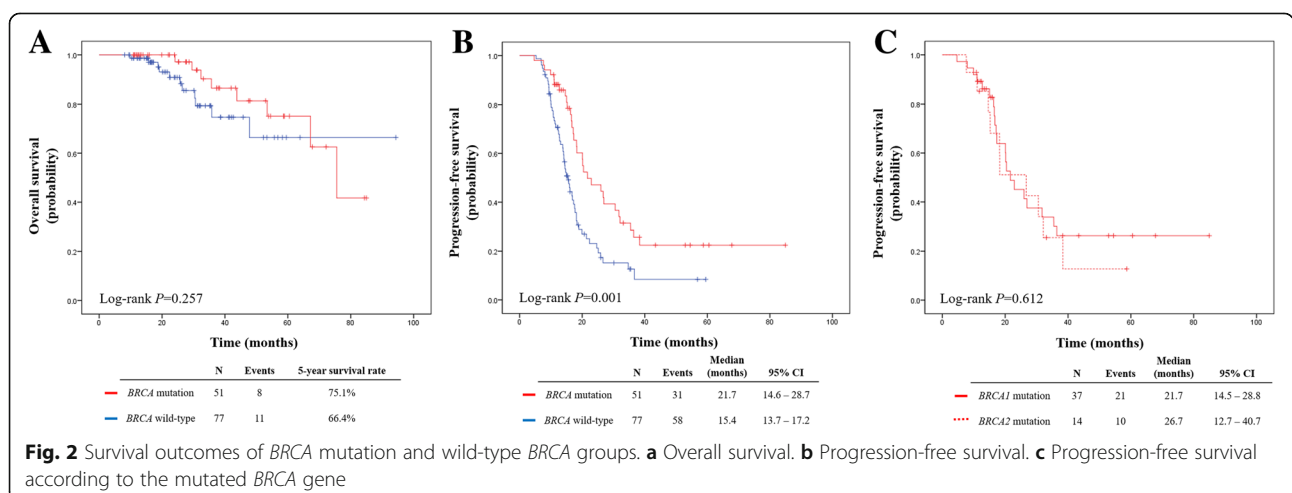 A
Overall survival
(probability)
1.0
0.8
0.6
0.4
0.2
0.0
Log-rank P=0.257
0 20 40 60 80 100
Time (months)
N Events 5-year survival rate
BRCA mutation 51 8 75.1%
BRCA wild-type 77 11 66.4%
B
Progression-free survival
(probability)
1.0
0.8
0.6
0.4
0.2
0.0
Log-rank P=0.001
0 20 40 60 80 100
Time (months)
N Events Median (months) 95% CI
BRCA mutation 51 31 21.7 14.6 – 28.7
BRCA wild-type 77 58 15.4 13.7 – 17.2
C
Progression-free survival
(probability)
1.0
0.8
0.6
0.4
0.2
0.0
Log-rank P=0.612
0 20 40 60 80 100
Time (months)
N Events Median (months) 95% CI
BRCA1 mutation 37 21 21.7 14.5 – 28.8
BRCA2 mutation 14 10 26.7 12.7 – 40.7
Fig. 2 Survival outcomes of BRCA mutation and wild-type BRCA groups. a Overall survival. b Progression-free survival. c Progression-free survival
according to the mutated BRCA gene